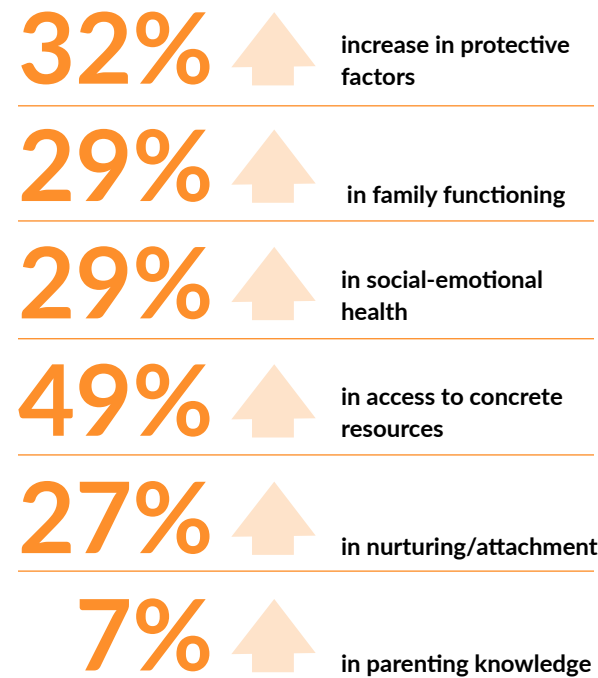 32%
increase in protective
factors
29%
in family functioning
29%
in social-emotional
health
49%
in access to concrete
resources
27%
in nurturing/attachment
7%
in parenting knowledge